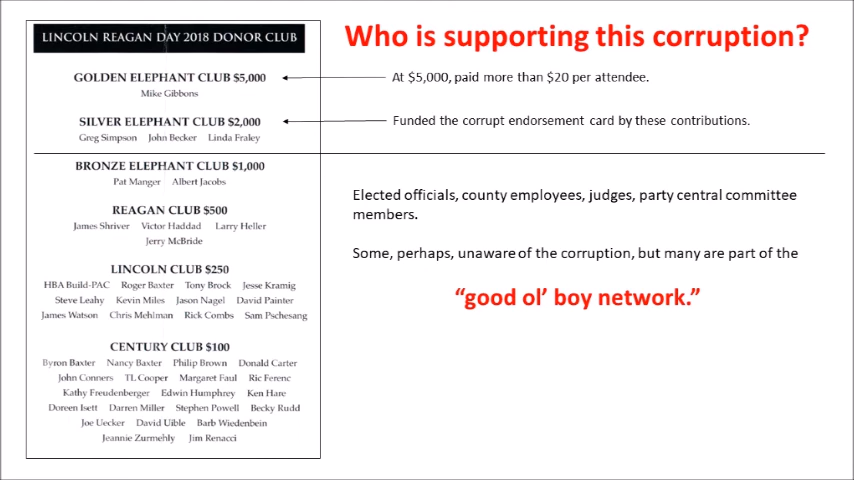 LINCOLN REAGAN DAY 2018 DONOR CLUB
GOLDEN ELEPHANT CLUB $5,000
Mike Gibbons
SILVER ELEPHANT CLUB $2,000
Greg Simpson John Becker Linda Fraley
BRONZE ELEPHANT CLUB $1,000
Pat Manger Albert Jacobs
REAGAN CLUB $500
James Shriver Victor Haddad Larry Heller
Jerry McBride
LINCOLN CLUB $250
HBA Build-PAC Roger Baxter Tony Brock Jesse Kramig
Steve Leahy Kevin Miles Jason Nagel David Painter
James Watson Chris Mehlman Rick Combs Sam Pschesang
CENTURY CLUB $100
Byron Baxter Nancy Baxter Philip Brown Donald Carter
John Conners TL Cooper Margaret Faul Ric Ferenc
Kathy Freudenberger Edwin Humphrey Ken Hare
Doreen Isett Darren Miller Stephen Powell Becky Rudd
Joe Uecker David Uible Barb Wiedenbein
Jeannie Zurmehly Jim Renacci
Who is supporting this corruption?
At $5,000, paid more than $20 per attendee.
Funded the corrupt endorsement card by these contributions.
Elected officials, county employees, judges, party central committee
members.
Some, perhaps, unaware of the corruption, but many are part of the
“good ol’ boy network.”